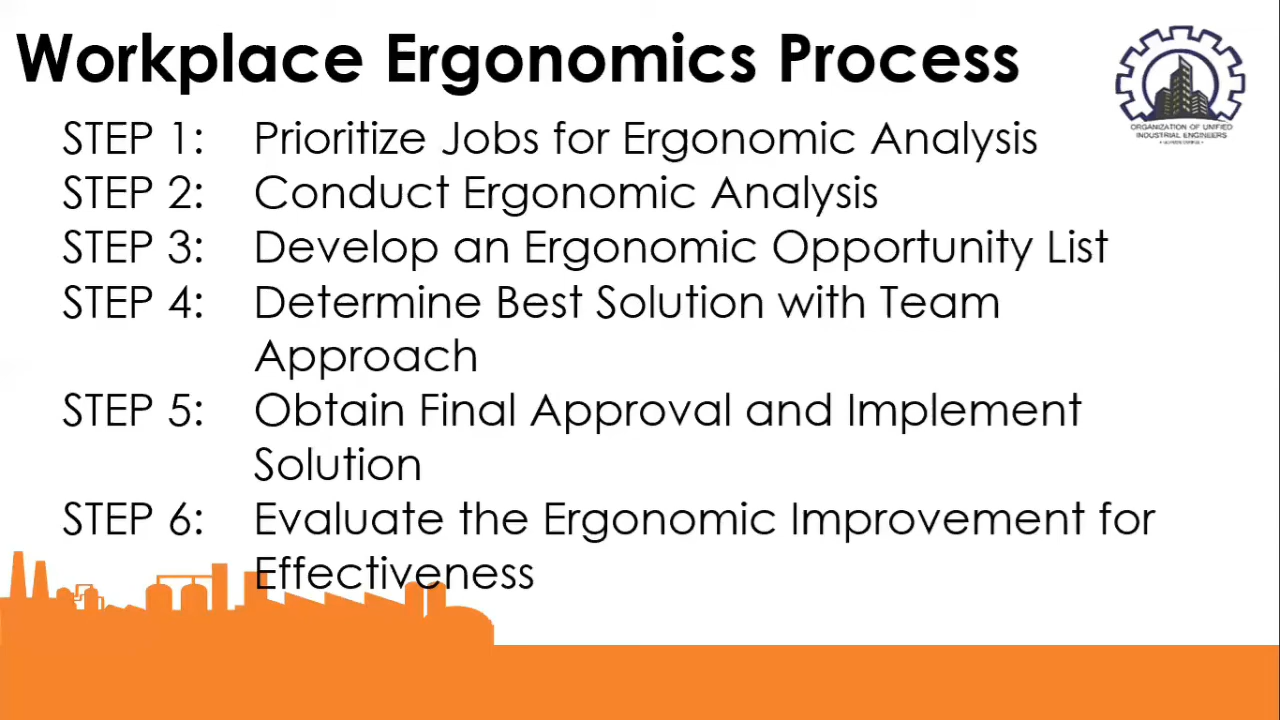 Workplace Ergonomics Process
ORGANIZATION OF UNIFIED
INDUSTRIAL ENGINEERS
STEP 1: Prioritize Jobs for Ergonomic Analysis
STEP 2: Conduct Ergonomic Analysis
STEP 3: Develop an Ergonomic Opportunity List
STEP 4: Determine Best Solution with Team
Approach
STEP 5: Obtain Final Approval and Implement
Solution
STEP 6: Evaluate the Ergonomic Improvement for
Effectiveness